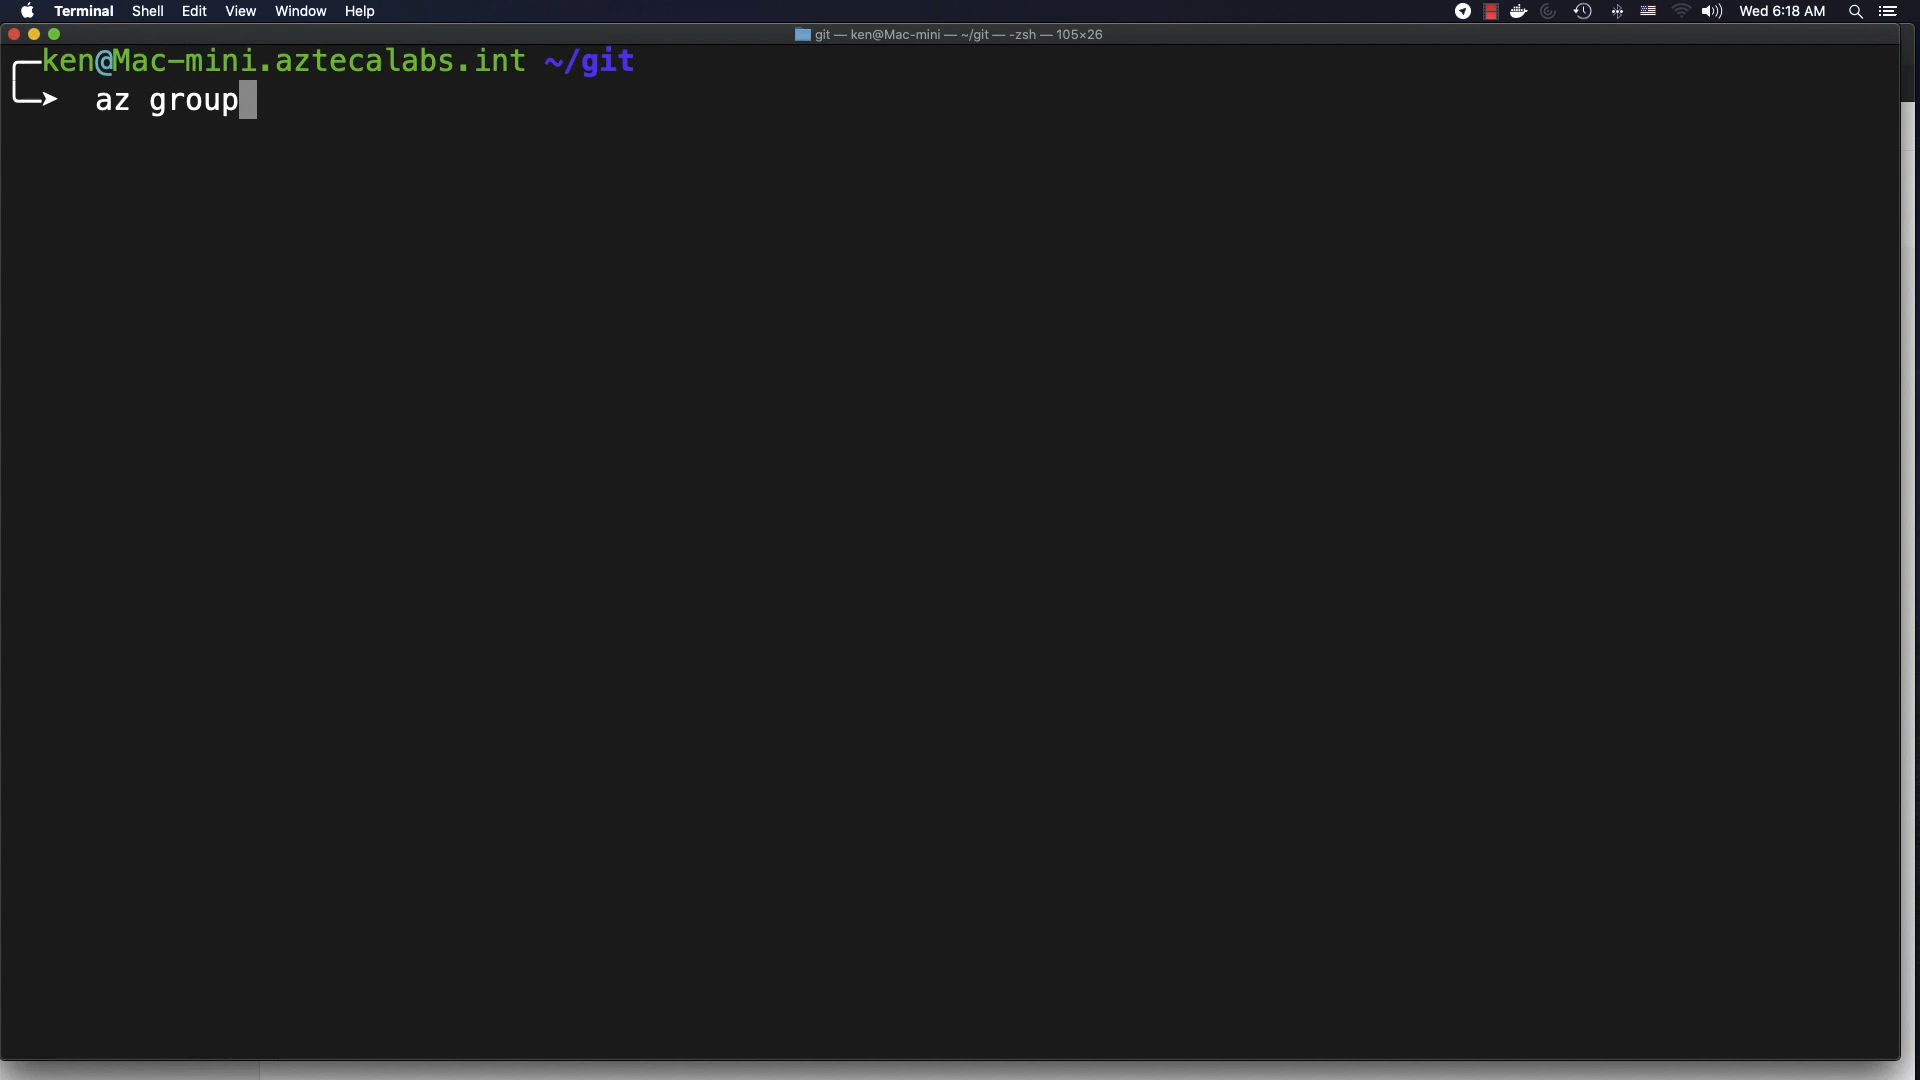 Terminal Shell Edit View Window Help Wed 6:18 AM
git — ken@Mac-mini — ~/git — -zsh — 105×26
ken@Mac-mini.aztecalabs.int ~/git
az group